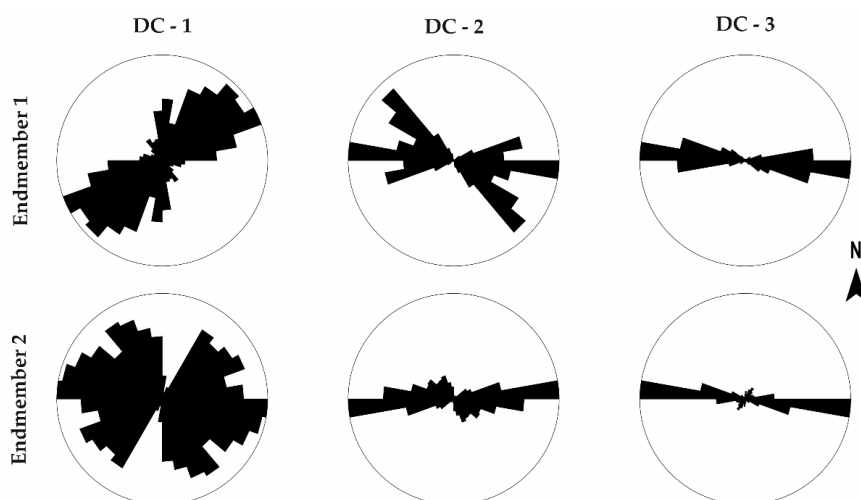 DC - 1
DC - 2
DC - 3
Endmember 1
N
Endmember 2